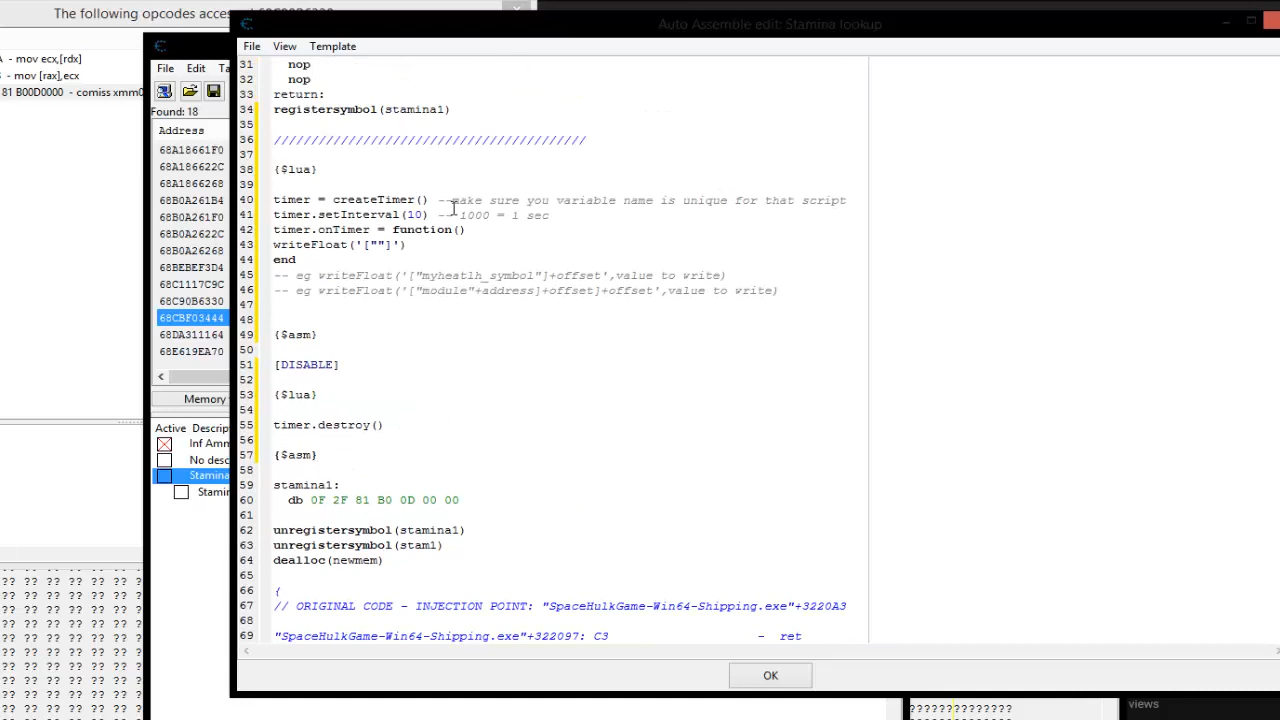 The following opcodes acces
Auto Assemble edit: Stamina lookup
- mov ecx,[rdx]
- mov [rax],ecx
81 B00D0000 - comiss xmm0
File Edit
Found: 18
Address
68A18661F0
68A186622C
68A1866268
68B0A261B4
68B0A261F0
68B0A2622C
68B0A26268
68BEBEF3D4
68C1117C9C
68C90B6330
68CBF03444
68DA311164
68E619EA70
Memory
Active Descrip
Inf Amm
No desc
Stamina
Stamin
File View Template
31 nop
32 nop
33 return:
34 registersymbol(stamina1)
35
36 //////////////////////////////////////////
37
38 {$lua}
39
40 timer = createTimer() --make sure you variable name is unique for that script
41 timer.setInterval(10) -- 1000 = 1 sec
42 timer.onTimer = function()
43 writeFloat('[""]')
44 end
45 -- eg writeFloat('["myheatlh_symbol"]+offset',value to write)
46 -- eg writeFloat('["module"+address]+offset]+offset',value to write)
47
48
49 {$asm}
50
51 [DISABLE]
52
53 {$lua}
54
55 timer.destroy()
56
57 {$asm}
58
59 stamina1:
60 db 0F 2F 81 B0 0D 00 00
61
62 unregistersymbol(stamina1)
63 unregistersymbol(stam1)
64 dealloc(newmem)
65
66 {
67 // ORIGINAL CODE - INJECTION POINT: "SpaceHulkGame-Win64-Shipping.exe"+3220A3
68
69 "SpaceHulkGame-Win64-Shipping.exe"+322097: C3 - ret
OK
views